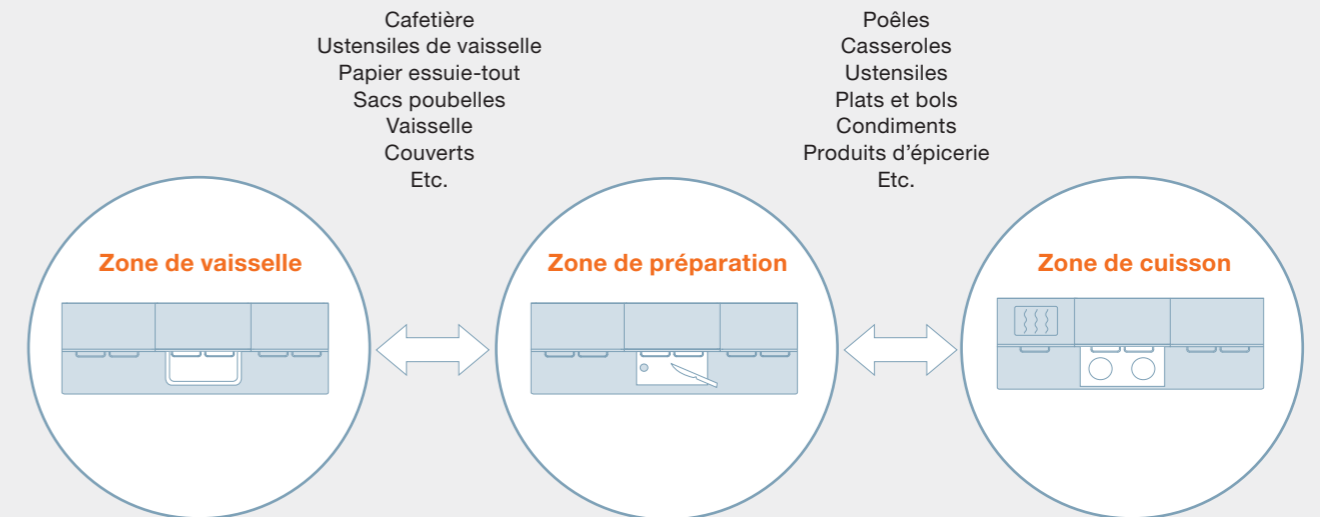 Cafetière
Ustensiles de vaisselle
Papier essuie-tout
Sacs poubelles
Vaisselle
Couverts
Etc.
Poêles
Casseroles
Ustensiles
Plats et bols
Condiments
Produits d’épicerie
Etc.
Zone de vaisselle
Zone de préparation
Zone de cuisson